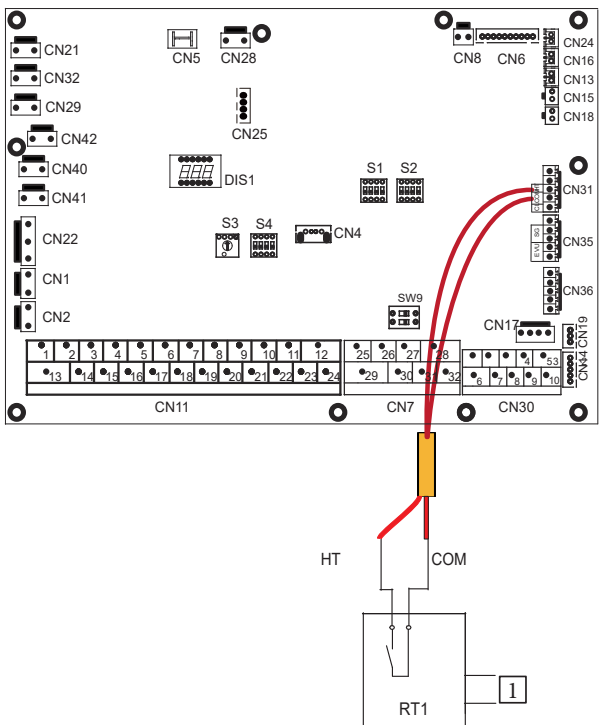 CN21
CN32
CN29
CN42
CN40
CN41
CN22
CN1
CN2
CN5
CN28
CN25
DIS1
S1 S2
S3 S4
CN4
CN8 CN6
CN24
CN16
CN13
CN15
CN18
CN31
SG
EVU
CN35
CN36
SW9
CN17
CN19
1 2 3 4 5 6 7 8 9 10 11 12
13 14 15 16 17 18 19 20 21 22 23 24
CN11
25 26 27 28
29 30 31 32
CN7
4 53
6 7 8 9 10
CN30
HT COM
RT1
1